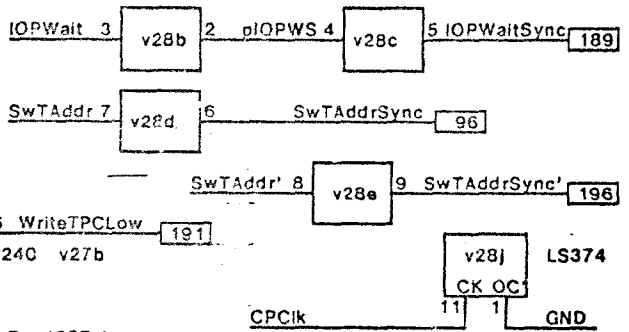 IOPWait 3 v28b 2 pIOPWS 4 v28c 5 IOPWaitSync 189
SwTAddr 7 v28d 6 SwTAddrSync 96
SwTAddr' 8 v28e 9 SwTAddrSync' 196
WriteTPCLow 191
24C v27b
v28j LS374
CK OC'
11 1
CPClk GND